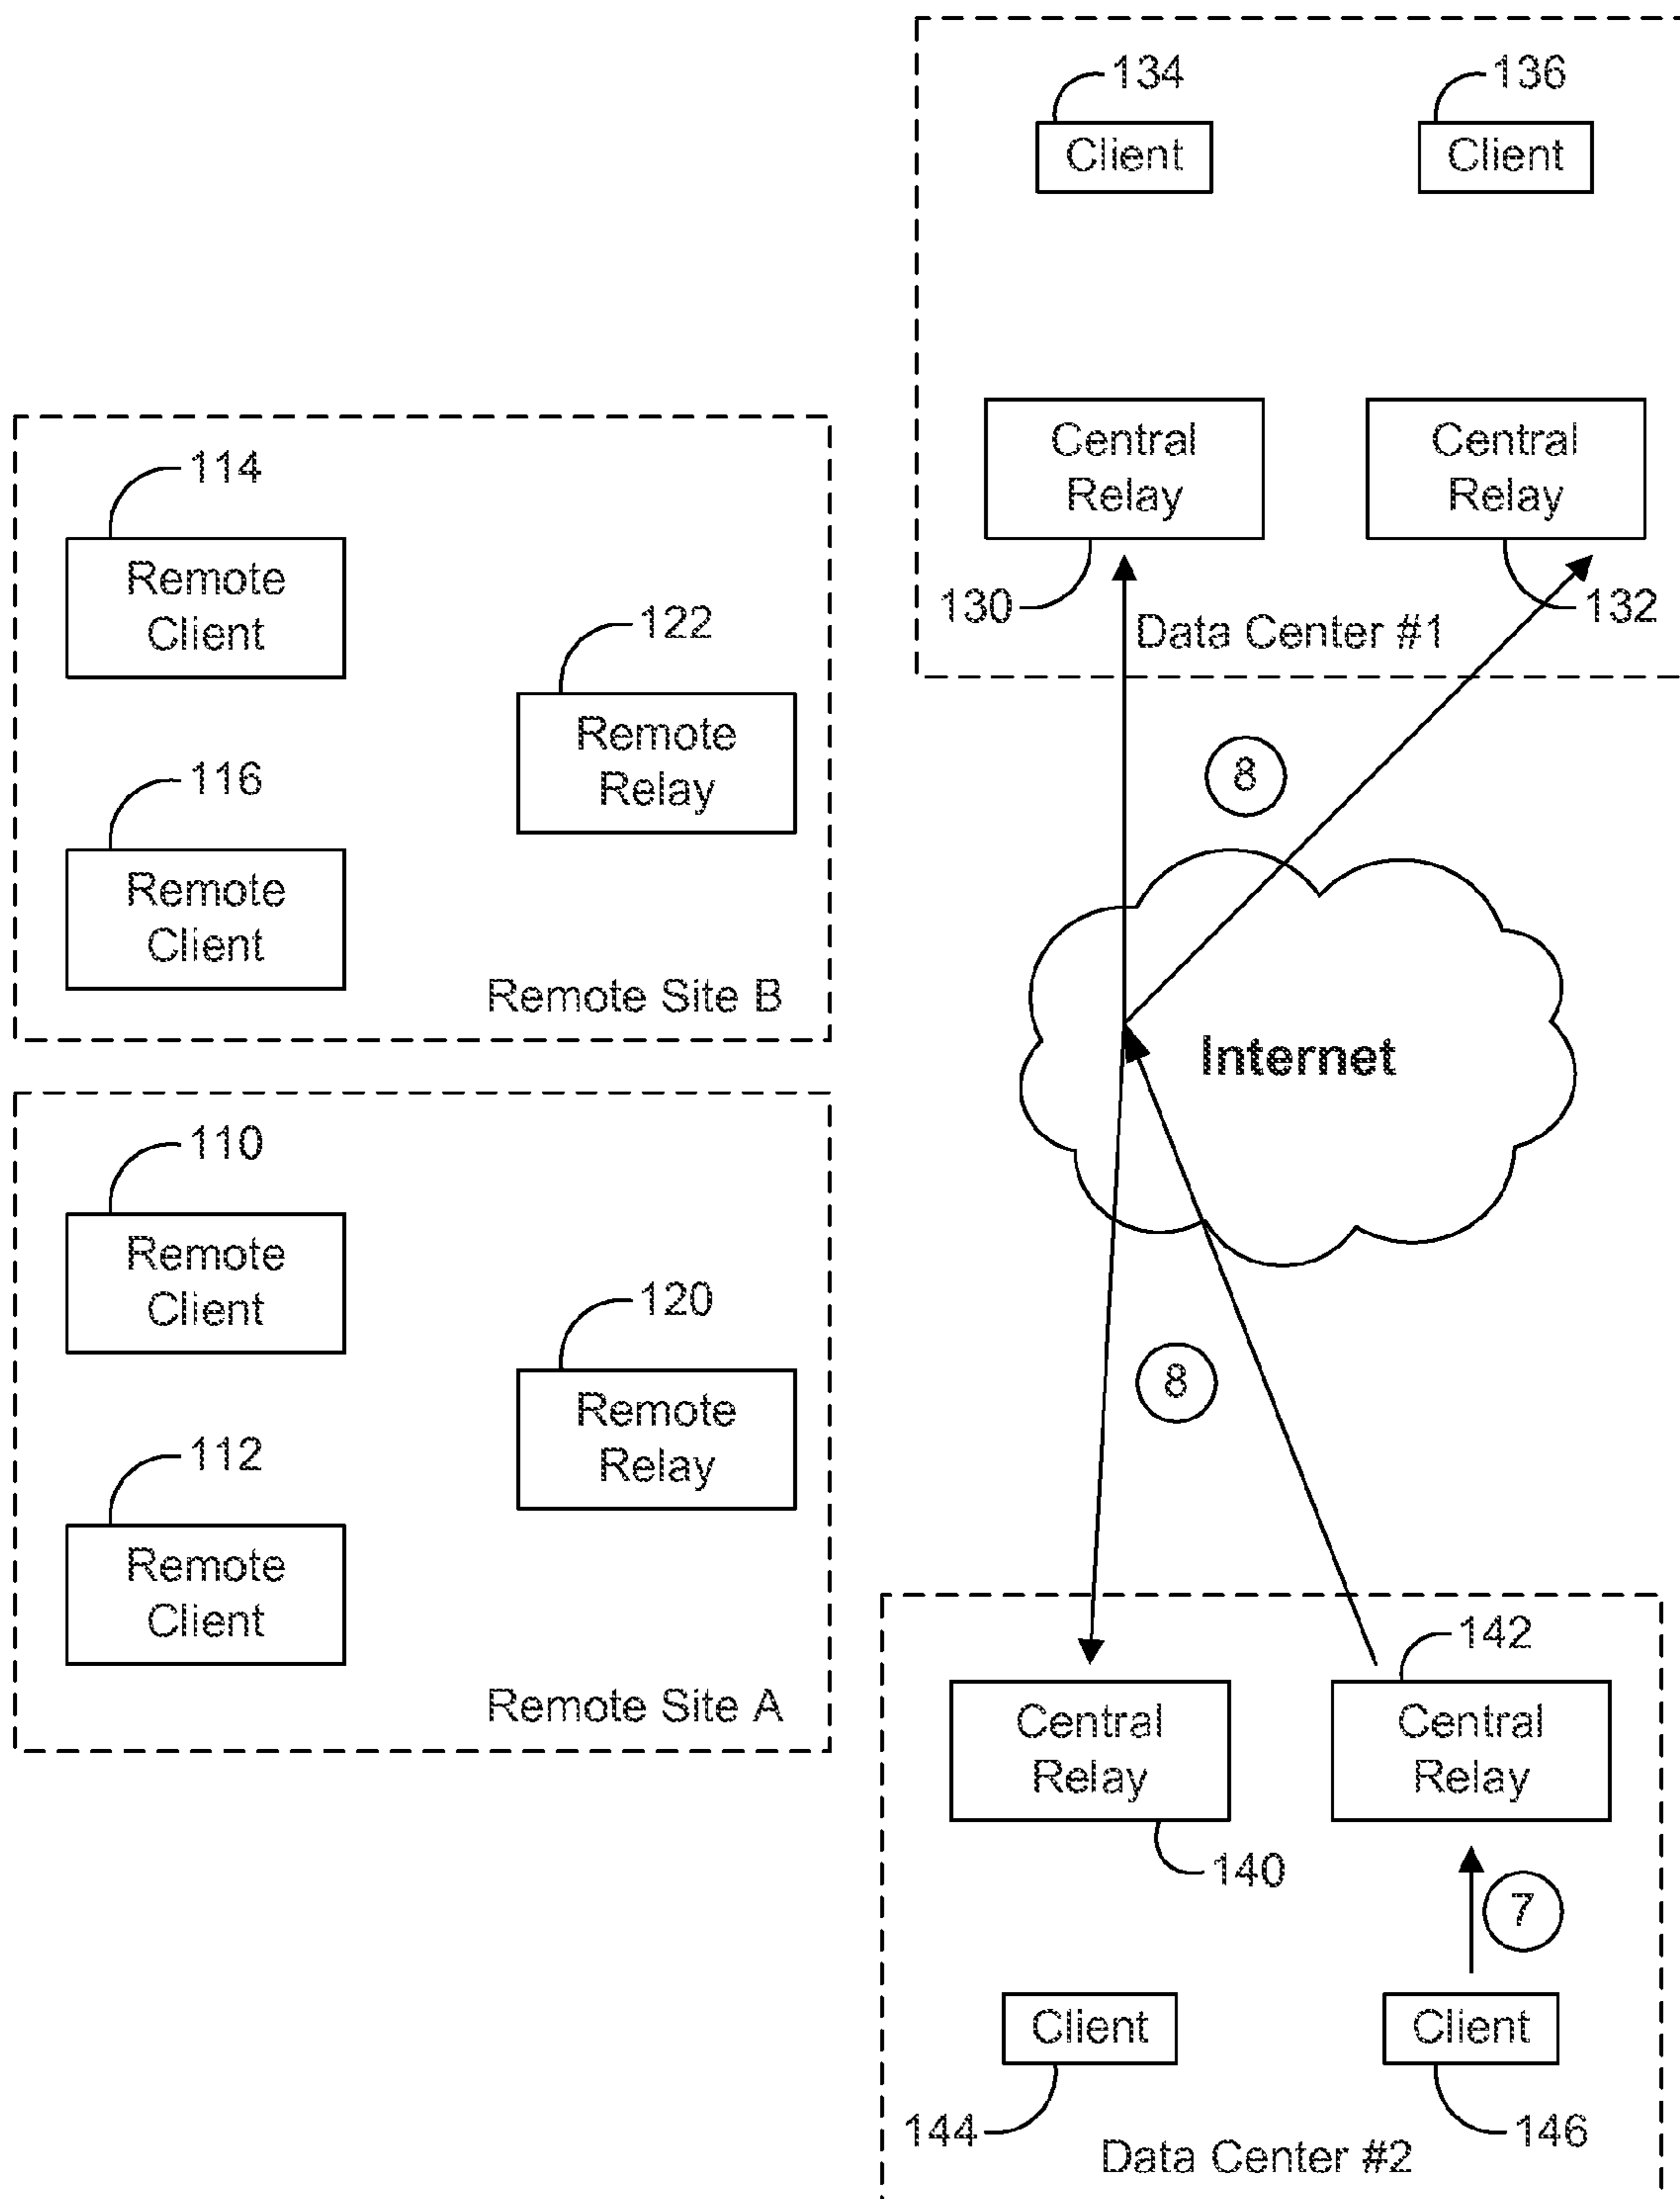 134
136
Client
Client
Central
Relay
Central
Relay
130
132
Data Center #1
114
Remote
Client
122
Remote
Relay
116
Remote
Client
Remote Site B
8
Internet
110
Remote
Client
120
Remote
Relay
112
Remote
Client
Remote Site A
8
142
Central
Relay
Central
Relay
140
7
Client
Client
144
146
Data Center #2